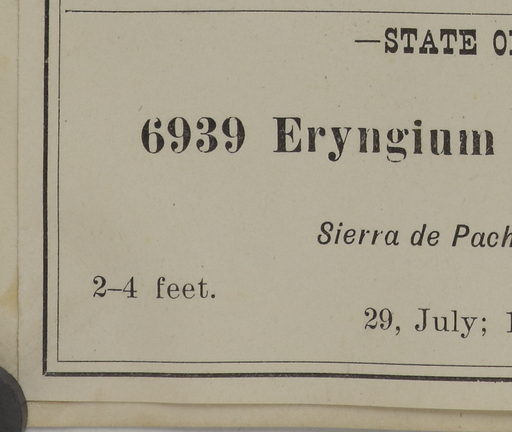 —STATE O
6939 Eryngium
Sierra de Pach
2–4 feet.
29, July; 1